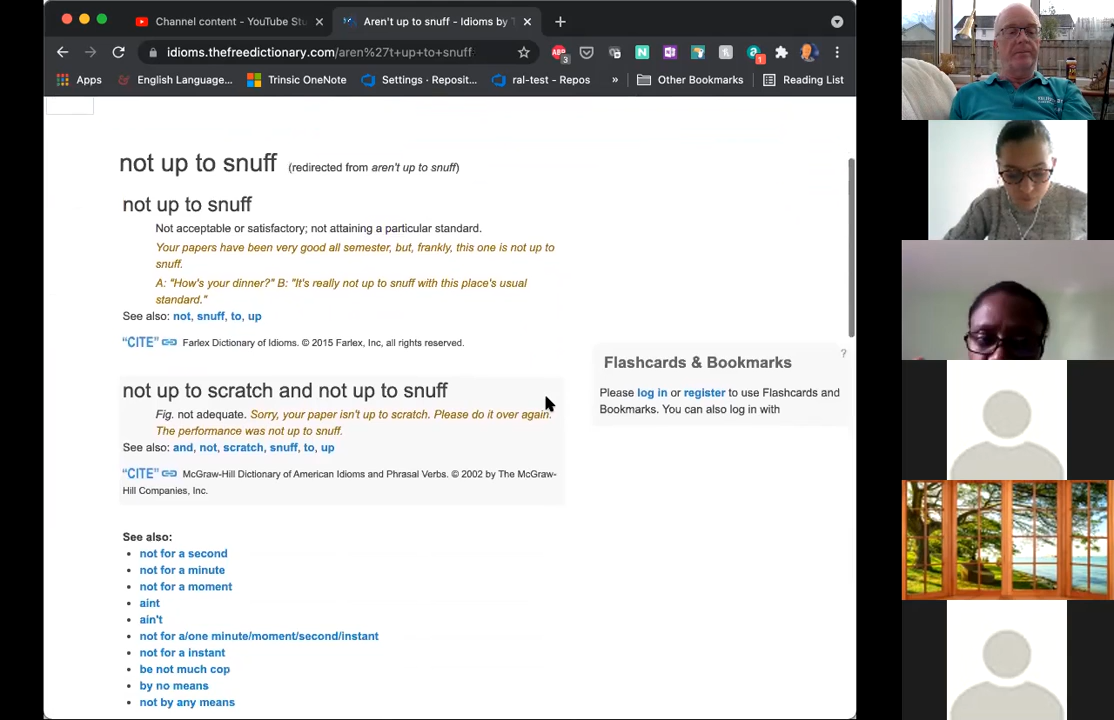 Channel content - YouTube Stu
Aren't up to snuff - Idioms by T
idioms.thefreedictionary.com/aren%27t+up+to+snuff
3
1
Apps
English Language...
Trinsic OneNote
Settings · Reposit...
ral-test - Repos
»
Other Bookmarks
Reading List
not up to snuff (redirected from aren't up to snuff)
not up to snuff
Not acceptable or satisfactory; not attaining a particular standard.
Your papers have been very good all semester, but, frankly, this one is not up to
snuff.
A: "How's your dinner?" B: "It's really not up to snuff with this place's usual
standard."
See also: not, snuff, to, up
“CITE” Farlex Dictionary of Idioms. © 2015 Farlex, Inc, all rights reserved.
not up to scratch and not up to snuff
Fig. not adequate. Sorry, your paper isn't up to scratch. Please do it over again.
The performance was not up to snuff.
See also: and, not, scratch, snuff, to, up
“CITE” McGraw-Hill Dictionary of American Idioms and Phrasal Verbs. © 2002 by The McGraw-
Hill Companies, Inc.
See also:
• not for a second
• not for a minute
• not for a moment
• aint
• ain't
• not for a/one minute/moment/second/instant
• not for a instant
• be not much cop
• by no means
• not by any means
?
Flashcards & Bookmarks
Please log in or register to use Flashcards and
Bookmarks. You can also log in with